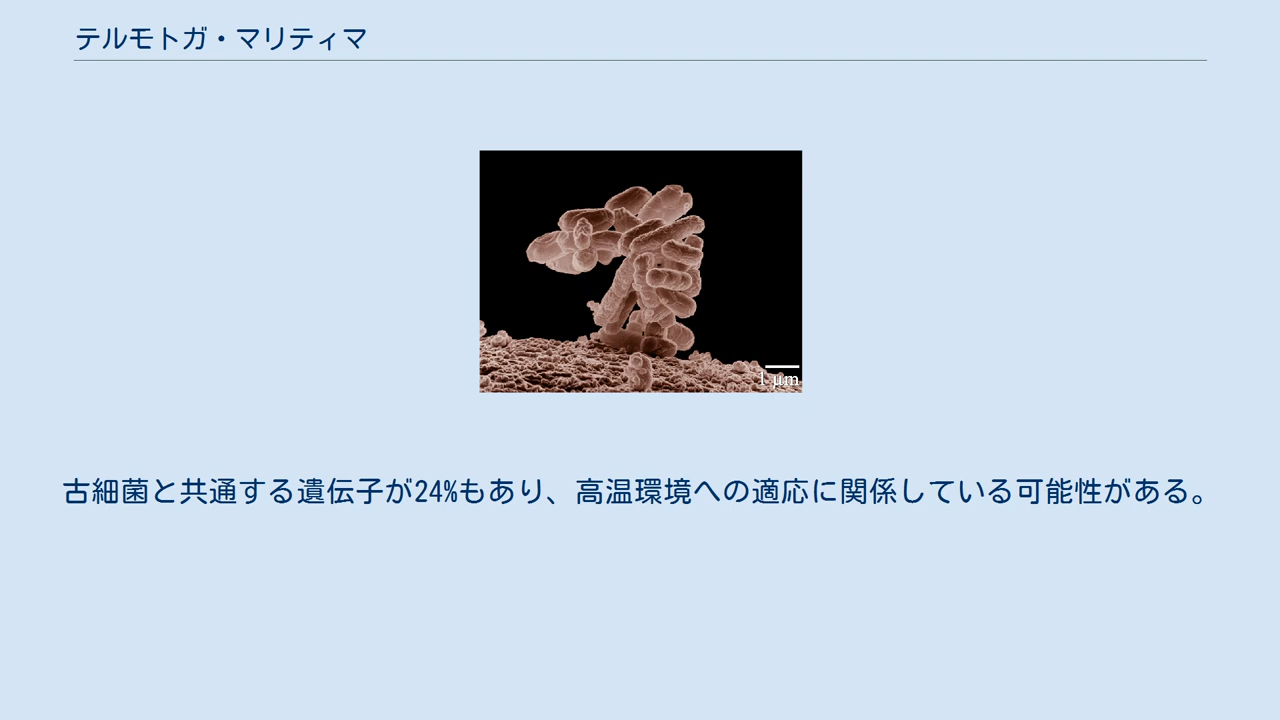 テルモトガ・マリティマ
1 μm
古細菌と共通する遺伝子が24%もあり、高温環境への適応に関係している可能性がある。